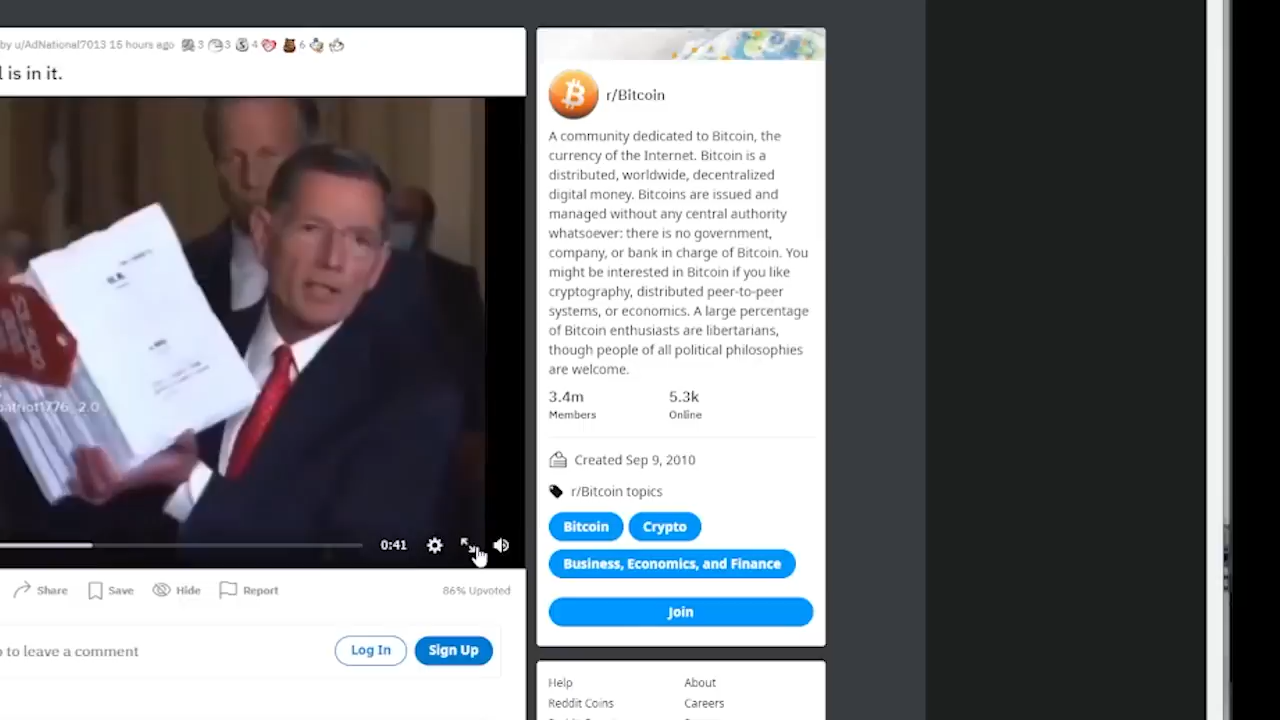 by u/AdNational7013 15 hours ago 3 3 4 6
is in it.
patriot1776_2.0
0:41
Share Save Hide Report 86% Upvoted
to leave a comment Log In Sign Up
r/Bitcoin
A community dedicated to Bitcoin, the
currency of the Internet. Bitcoin is a
distributed, worldwide, decentralized
digital money. Bitcoins are issued and
managed without any central authority
whatsoever: there is no government,
company, or bank in charge of Bitcoin. You
might be interested in Bitcoin if you like
cryptography, distributed peer-to-peer
systems, or economics. A large percentage
of Bitcoin enthusiasts are libertarians,
though people of all political philosophies
are welcome.
3.4m 5.3k
Members Online
Created Sep 9, 2010
r/Bitcoin topics
Bitcoin Crypto
Business, Economics, and Finance
Join
Help About
Reddit Coins Careers